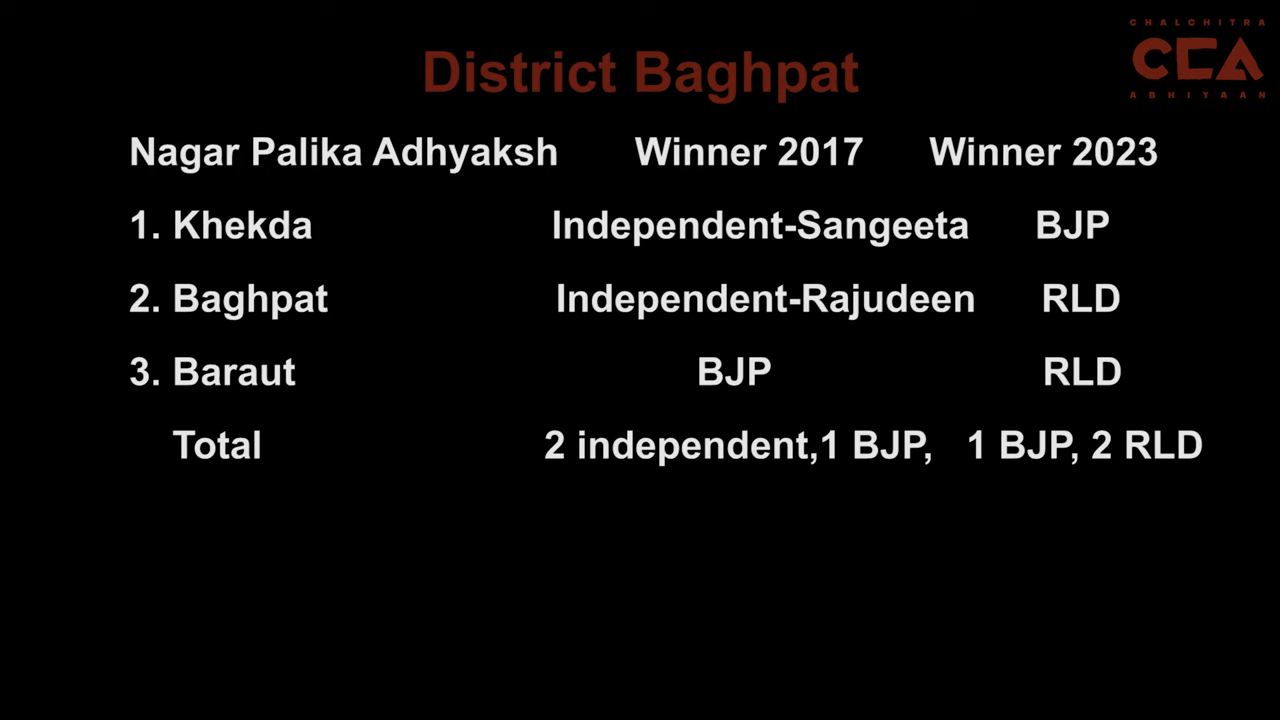 CHALCHITRA
CCA
ABHIYAAN
District Baghpat
Nagar Palika Adhyaksh Winner 2017 Winner 2023
1. Khekda Independent-Sangeeta BJP
2. Baghpat Independent-Rajudeen RLD
3. Baraut BJP RLD
Total 2 independent,1 BJP, 1 BJP, 2 RLD